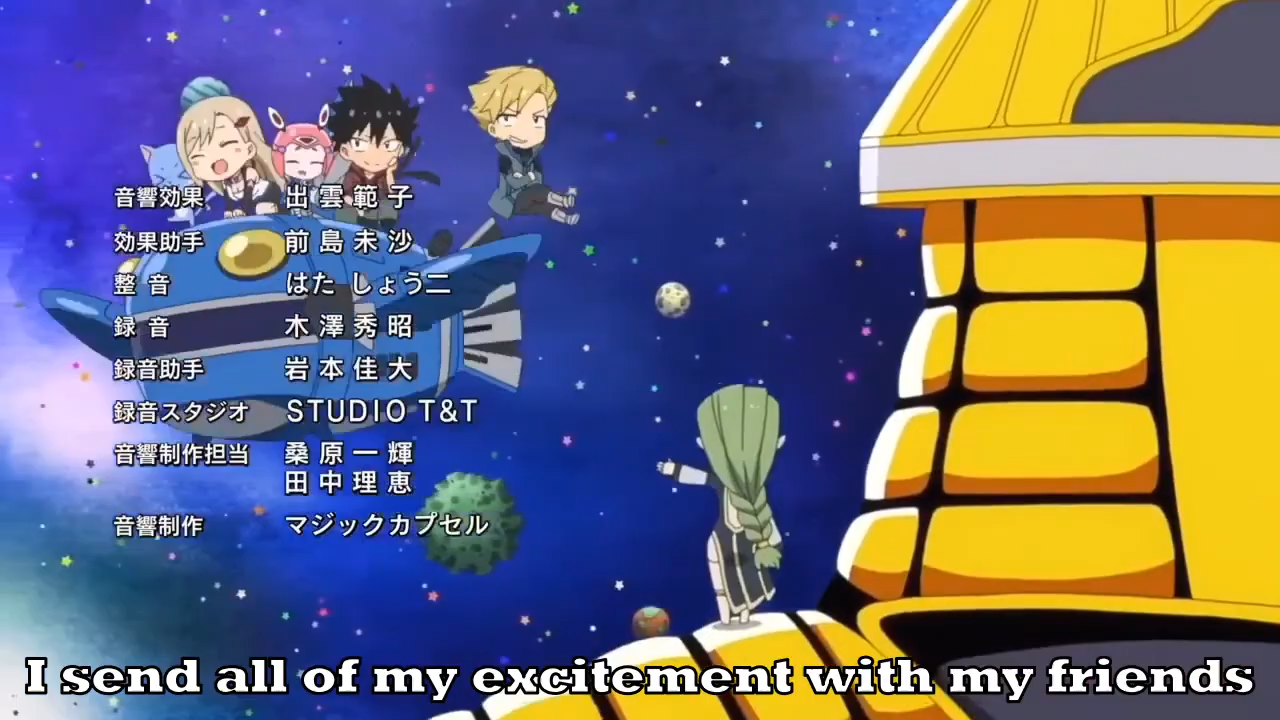 音響効果 出雲範子
効果助手 前島未沙
整音 はた しょう二
録音 木澤秀昭
録音助手 岩本佳大
録音スタジオ STUDIO T&T
音響制作担当 桑原一輝
田中理恵
音響制作 マジックカプセル
I send all of my excitement with my friends